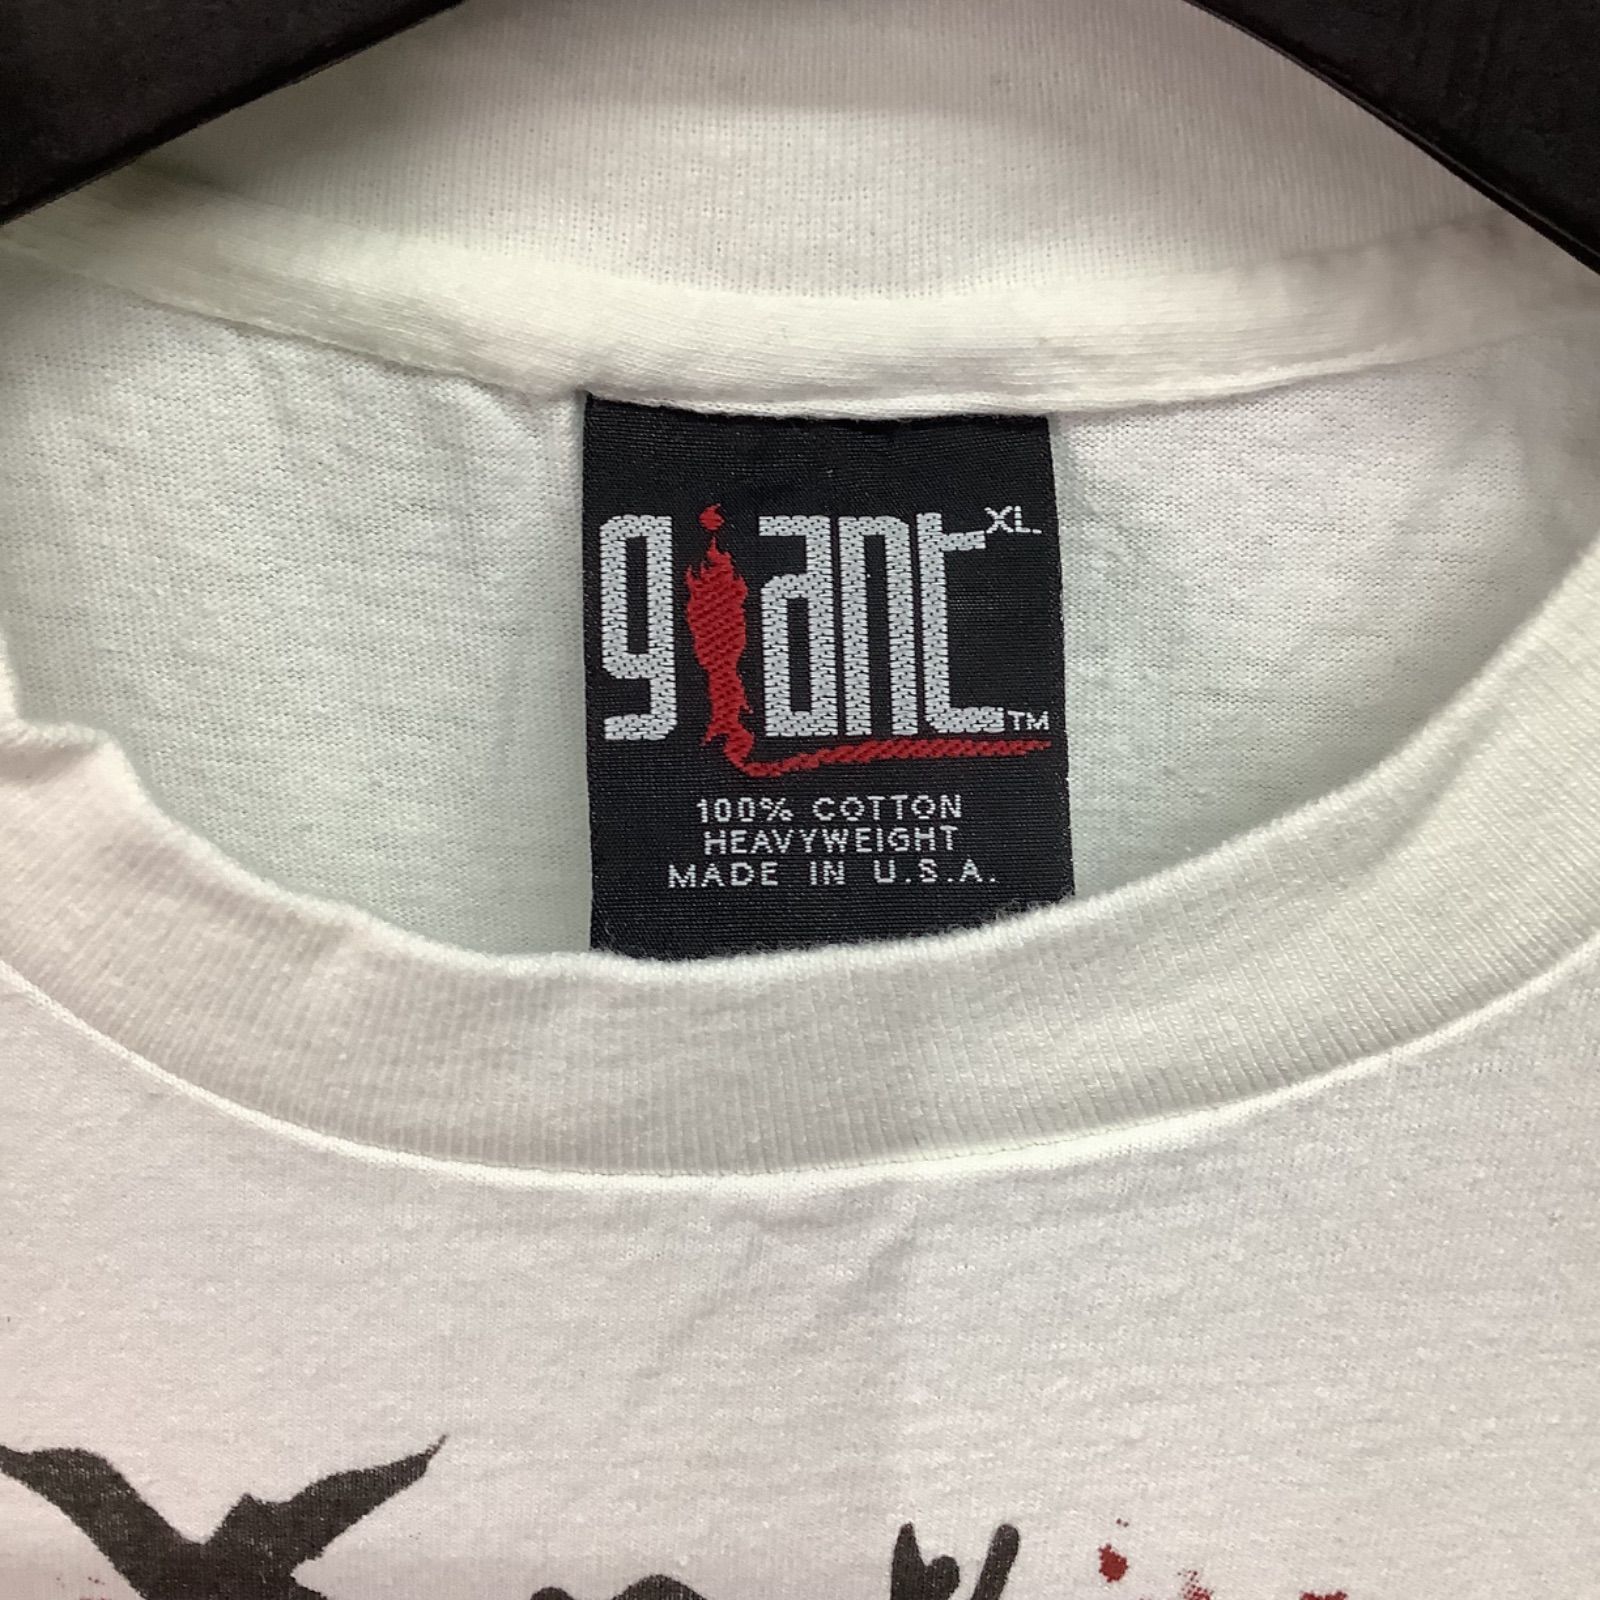 giant XL
TM
100% COTTON
HEAVYWEIGHT
MADE IN U.S.A.